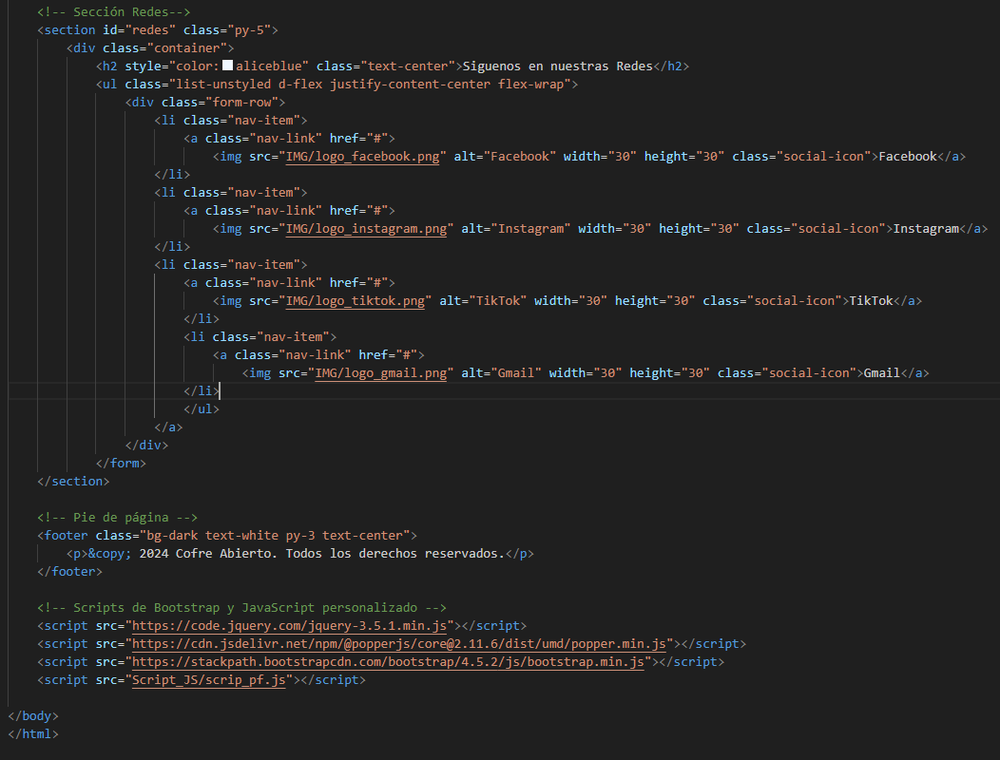 <!-- Sección Redes-->
<section id="redes" class="py-5">
<div class="container">
<h2 style="color:aliceblue" class="text-center">Siguenos en nuestras Redes</h2>
<ul class="list-unstyled d-flex justify-content-center flex-wrap">
<div class="form-row">
<li class="nav-item">
<a class="nav-link" href="#">
<img src="IMG/logo_facebook.png" alt="Facebook" width="30" height="30" class="social-icon">Facebook</a>
</li>
<li class="nav-item">
<a class="nav-link" href="#">
<img src="IMG/logo_instagram.png" alt="Instagram" width="30" height="30" class="social-icon">Instagram</a>
</li>
<li class="nav-item">
<a class="nav-link" href="#">
<img src="IMG/logo_tiktok.png" alt="TikTok" width="30" height="30" class="social-icon">TikTok</a>
</li>
<li class="nav-item">
<a class="nav-link" href="#">
<img src="IMG/logo_gmail.png" alt="Gmail" width="30" height="30" class="social-icon">Gmail</a>
</li>
</ul>
</a>
</div>
</form>
</section>
<!-- Pie de página -->
<footer class="bg-dark text-white py-3 text-center">
<p>&copy; 2024 Cofre Abierto. Todos los derechos reservados.</p>
</footer>
<!-- Scripts de Bootstrap y JavaScript personalizado -->
<script src="https://code.jquery.com/jquery-3.5.1.min.js"></script>
<script src="https://cdn.jsdelivr.net/npm/@popperjs/core@2.11.6/dist/umd/popper.min.js"></script>
<script src="https://stackpath.bootstrapcdn.com/bootstrap/4.5.2/js/bootstrap.min.js"></script>
<script src="Script_JS/scrip_pf.js"></script>
</body>
</html>